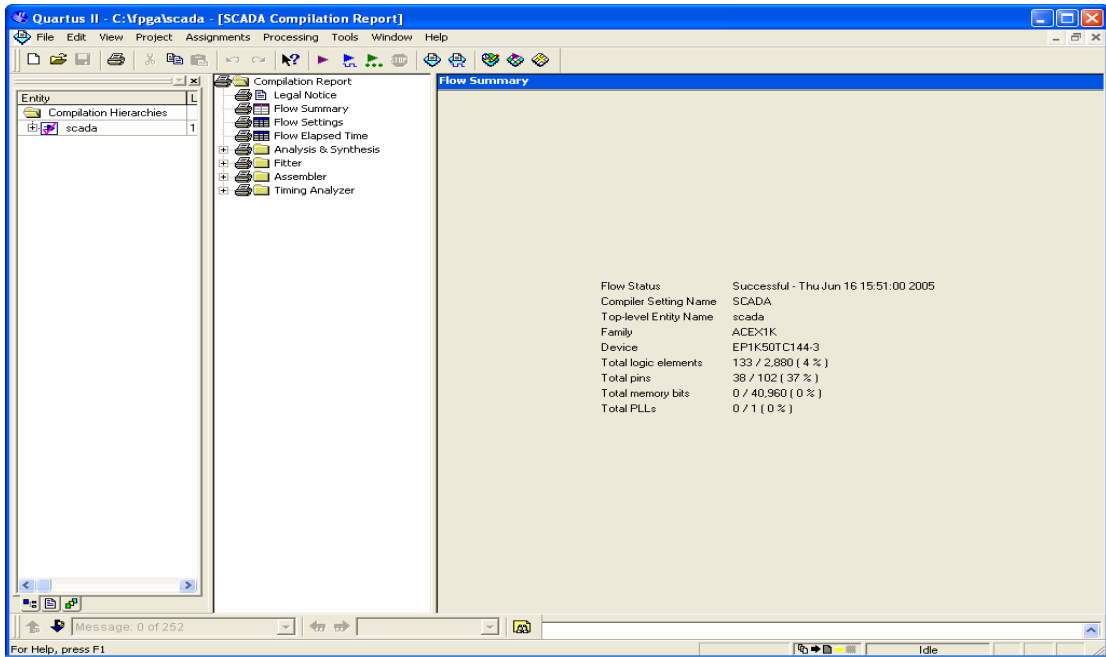 Quartus II - C:\fpga\scada - [SCADA Compilation Report]
File Edit View Project Assignments Processing Tools Window Help
STOP
Entity L
Compilation Hierarchies
scada 1
Compilation Report
Legal Notice
Flow Summary
Flow Settings
Flow Elapsed Time
Analysis & Synthesis
Fitter
Assembler
Timing Analyzer
Flow Summary
Flow Status Successful - Thu Jun 16 15:51:00 2005
Compiler Setting Name SCADA
Top-level Entity Name scada
Family ACEX1K
Device EP1K50TC144-3
Total logic elements 133 / 2,880 ( 4 % )
Total pins 38 / 102 ( 37 % )
Total memory bits 0 / 40,960 ( 0 % )
Total PLLs 0 / 1 ( 0 % )
Message: 0 of 252
For Help, press F1
Idle